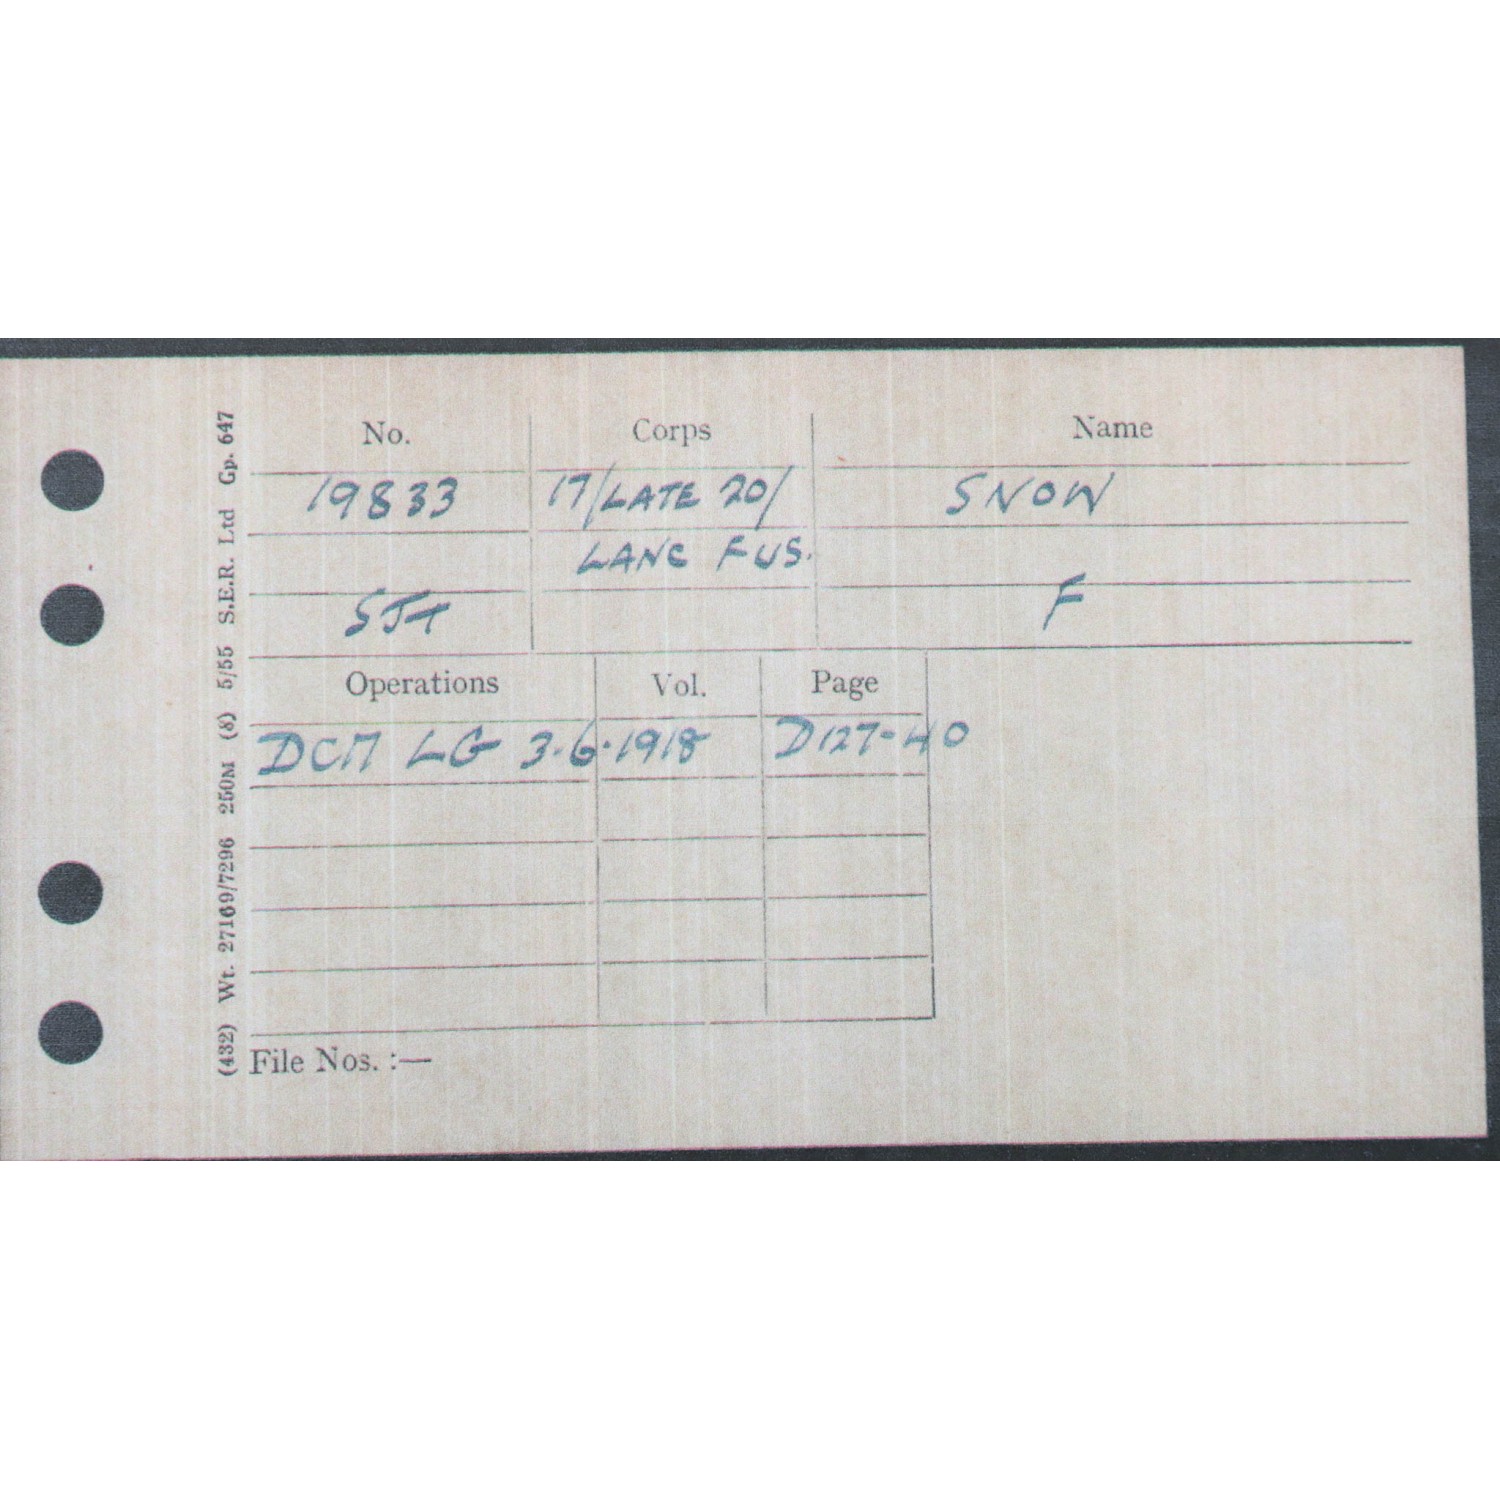 (432) Wt. 27169/7296 250M (8) 5/55 S.E.R. Ltd Gp. 647
No. Corps Name
19833 17/LATE 20/ SNOW
LANC FUS.
SJT F
Operations Vol. Page
DCM LG 3.6.1918 D127-40
File Nos. :—